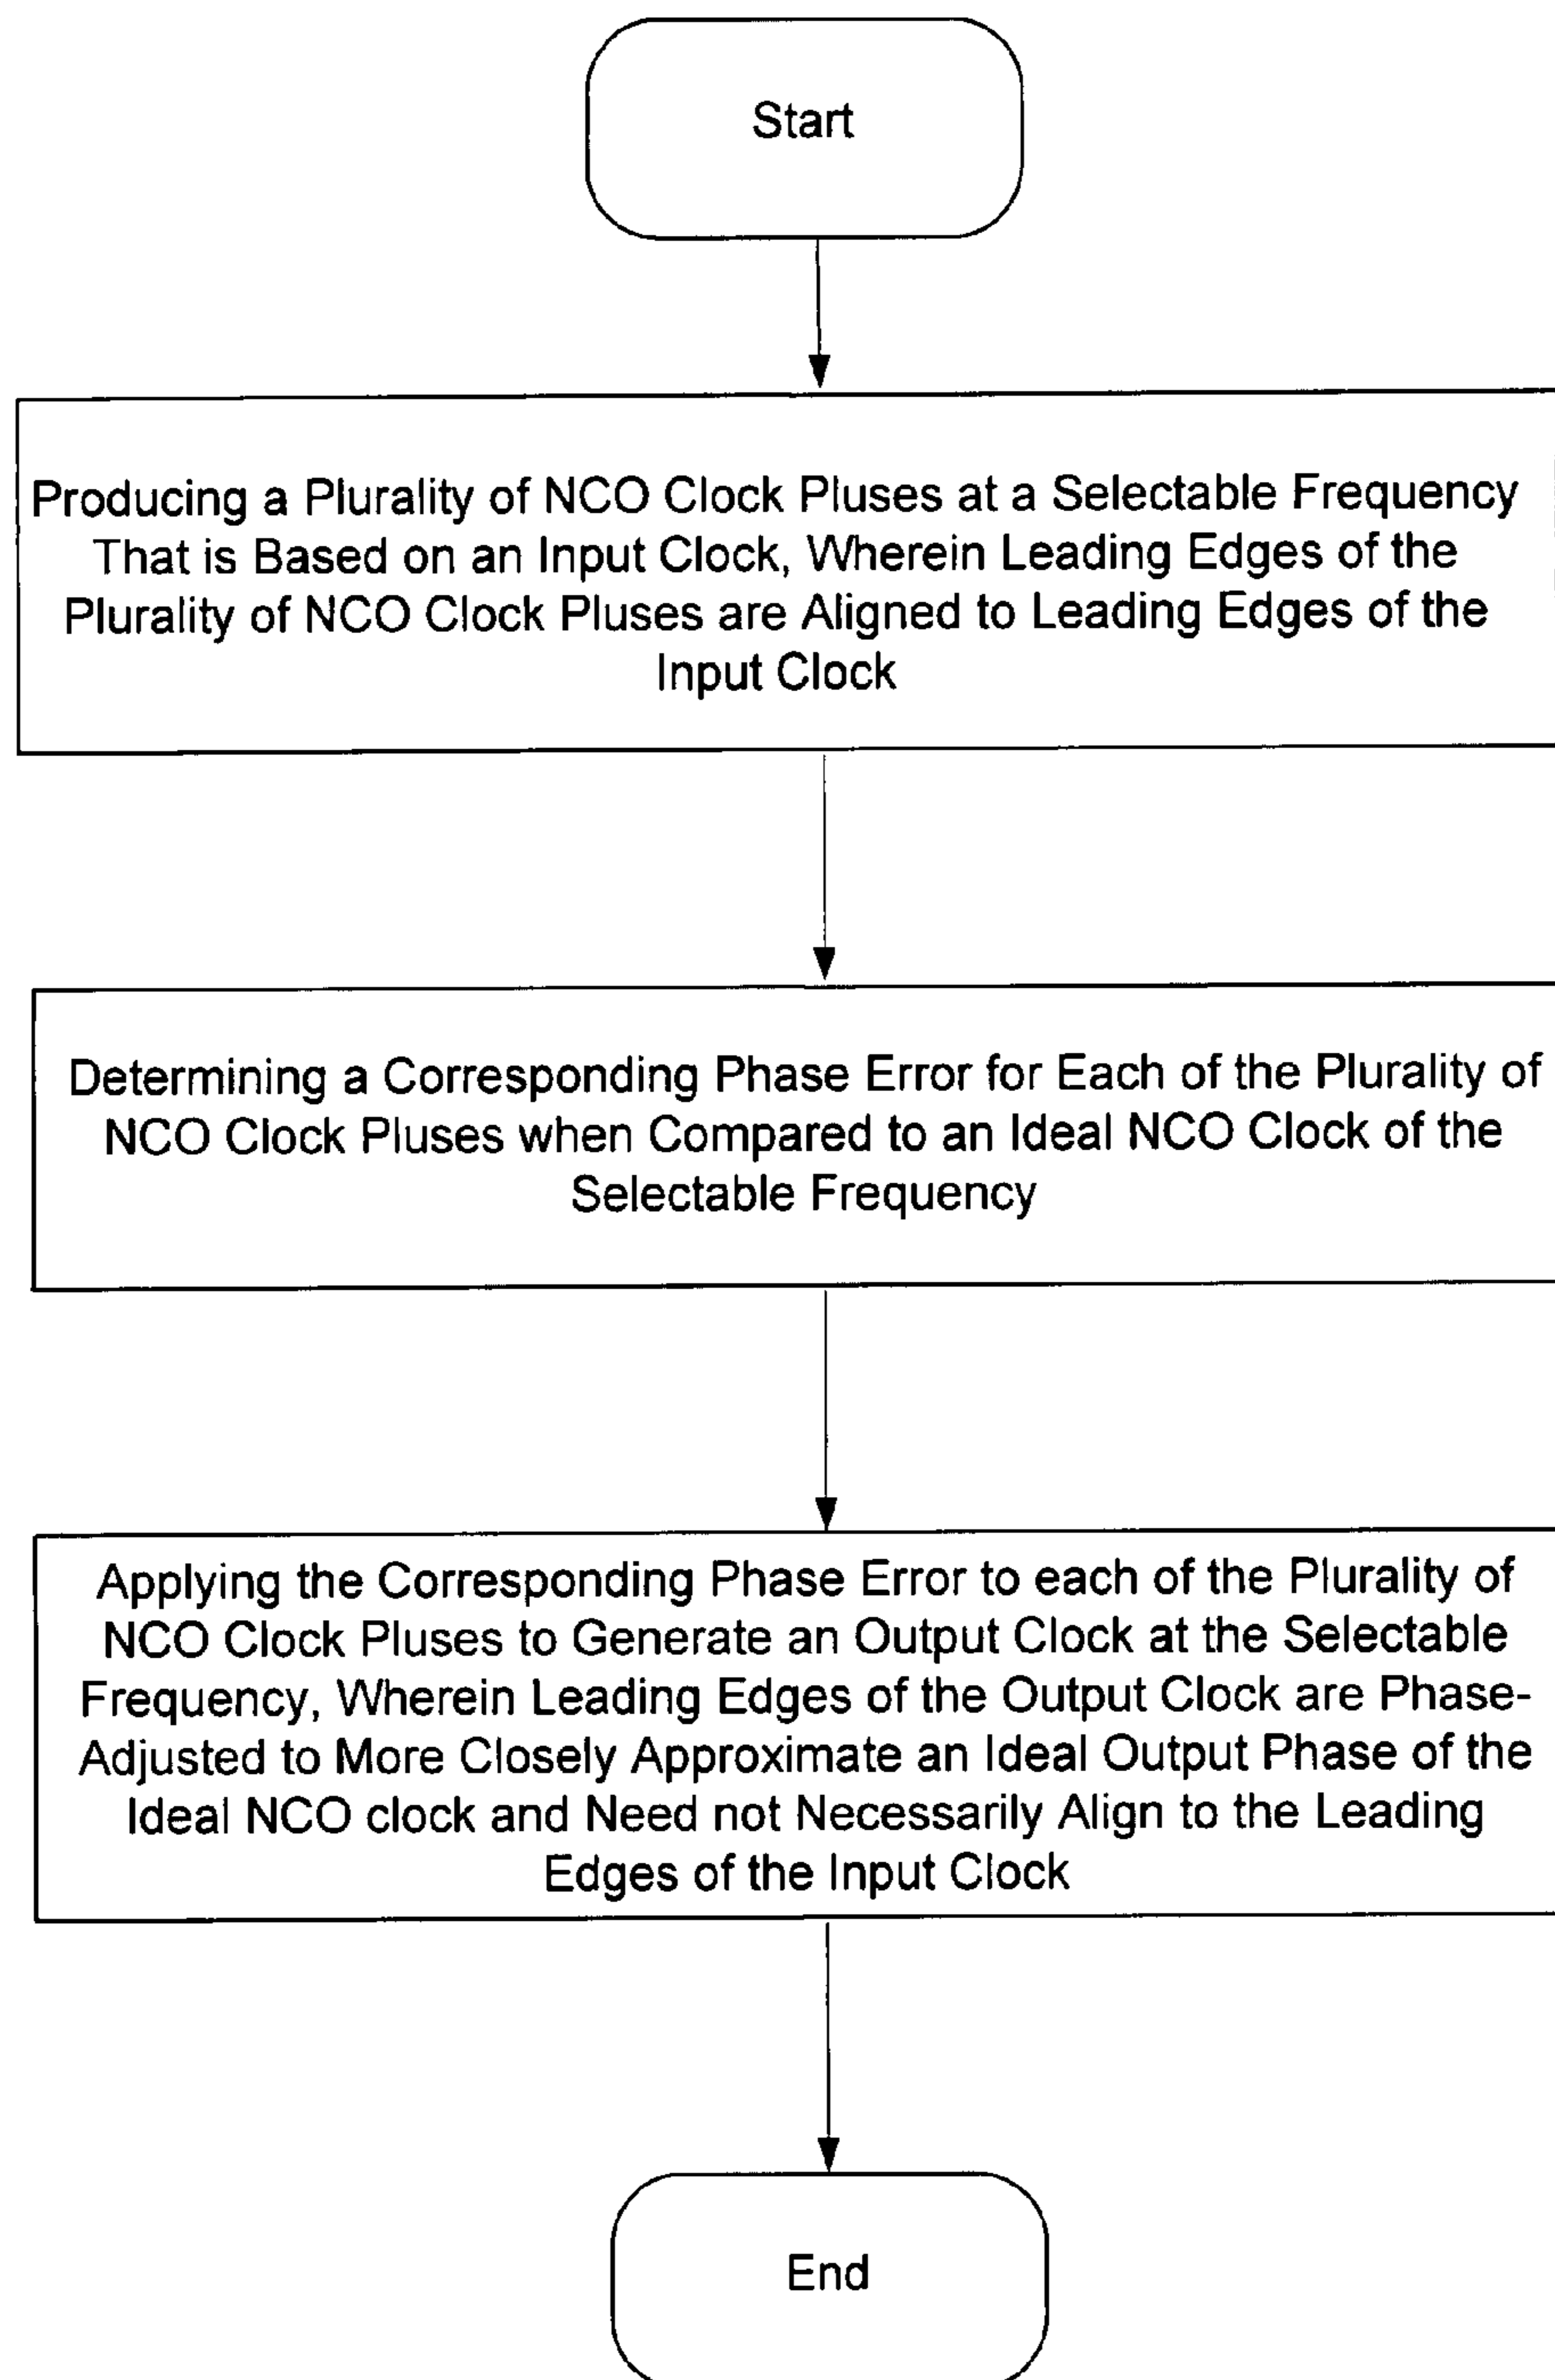 Start
Producing a Plurality of NCO Clock Pluses at a Selectable Frequency
That is Based on an Input Clock, Wherein Leading Edges of the
Plurality of NCO Clock Pluses are Aligned to Leading Edges of the
Input Clock
Determining a Corresponding Phase Error for Each of the Plurality of
NCO Clock Pluses when Compared to an Ideal NCO Clock of the
Selectable Frequency
Applying the Corresponding Phase Error to each of the Plurality of
NCO Clock Pluses to Generate an Output Clock at the Selectable
Frequency, Wherein Leading Edges of the Output Clock are Phase-
Adjusted to More Closely Approximate an Ideal Output Phase of the
Ideal NCO clock and Need not Necessarily Align to the Leading
Edges of the Input Clock
End